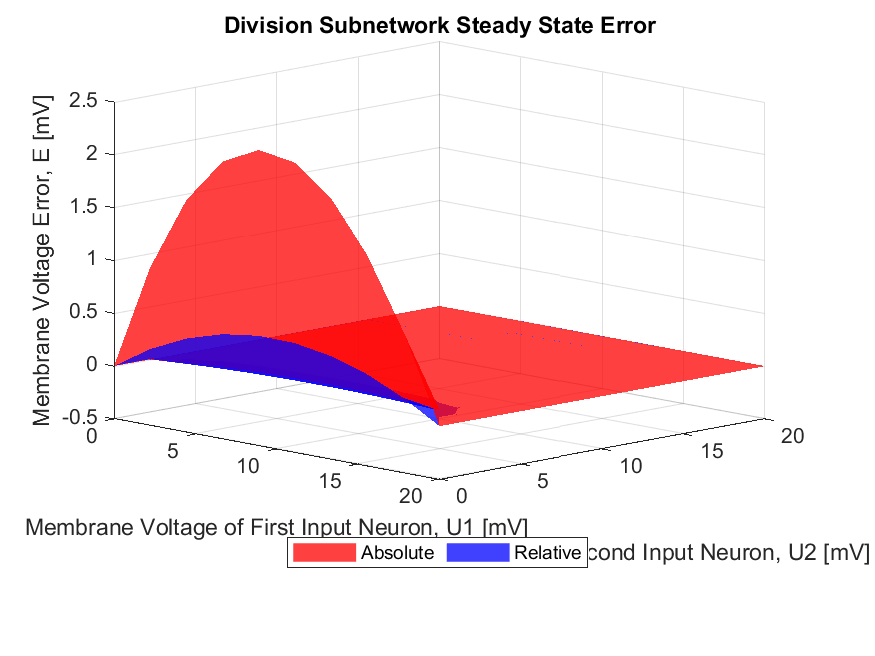 Division Subnetwork Steady State Error
Membrane Voltage Error, E [mV]
2.5
2
1.5
1
0.5
0
-0.5
0
5
10
15
20
0
5
10
15
20
Membrane Voltage of First Input Neuron, U1 [mV]
cond Input Neuron, U2 [mV]
Absolute
Relative